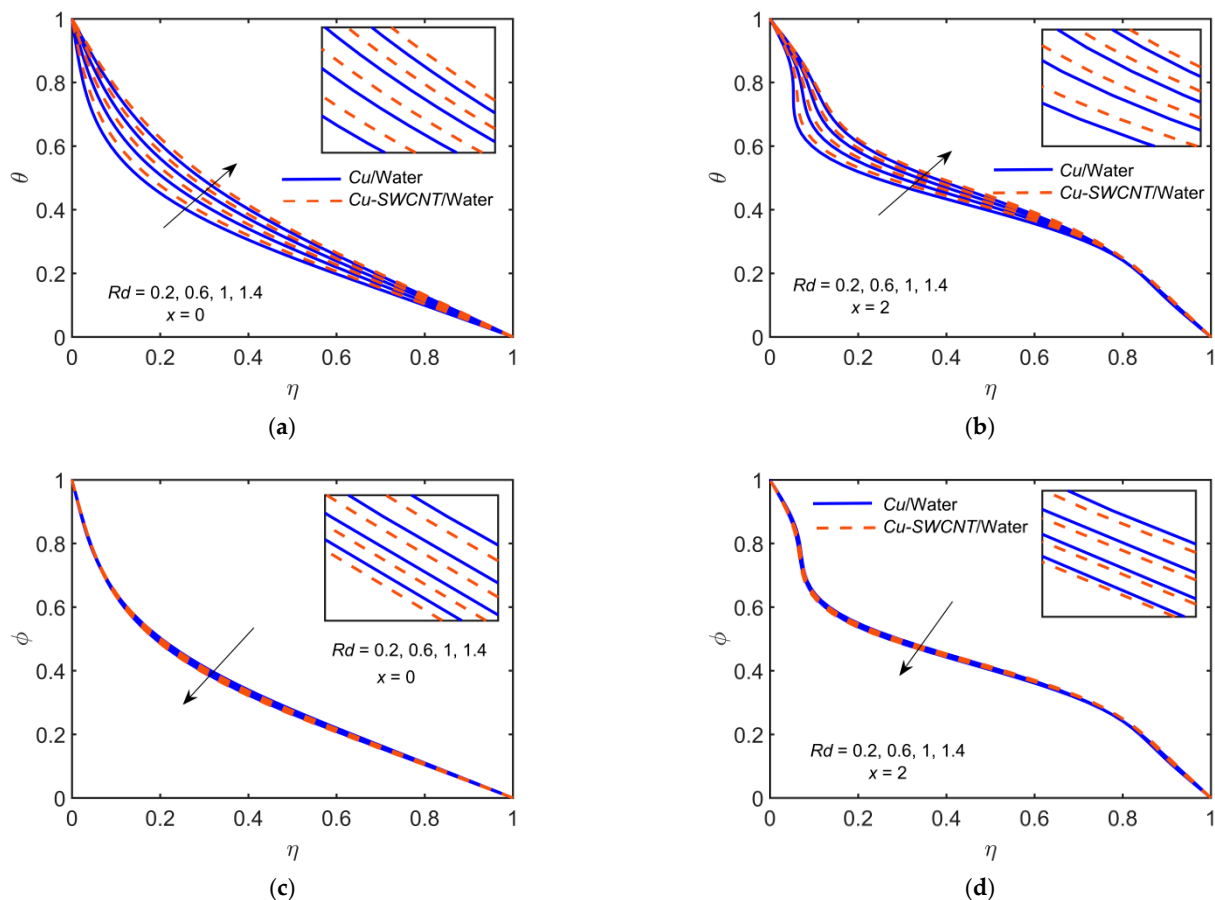 1
0.8
0.6
0.4
0.2
0
θ
Cu/Water
Cu-SWCNT/Water
Rd = 0.2, 0.6, 1, 1.4
x = 0
0 0.2 0.4 0.6 0.8 1
η
(a)
1
0.8
0.6
0.4
0.2
0
θ
Cu/Water
Cu-SWCNT/Water
Rd = 0.2, 0.6, 1, 1.4
x = 2
0 0.2 0.4 0.6 0.8 1
η
(b)
1
0.8
0.6
0.4
0.2
0
ϕ
Rd = 0.2, 0.6, 1, 1.4
x = 0
0 0.2 0.4 0.6 0.8 1
η
(c)
1
0.8
0.6
0.4
0.2
0
ϕ
Cu/Water
Cu-SWCNT/Water
Rd = 0.2, 0.6, 1, 1.4
x = 2
0 0.2 0.4 0.6 0.8 1
η
(d)